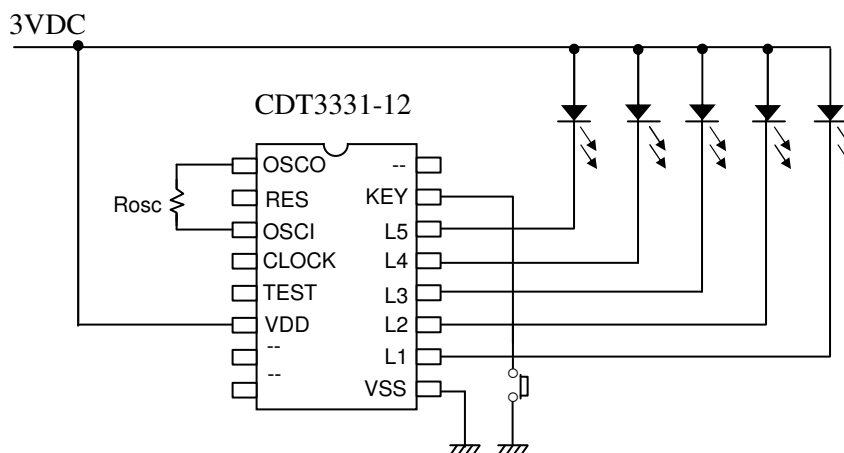 3VDC
CDT3331-12
OSCO
RES
OSCI
CLOCK
TEST
VDD
--
--
--
KEY
L5
L4
L3
L2
L1
VSS
Rosc